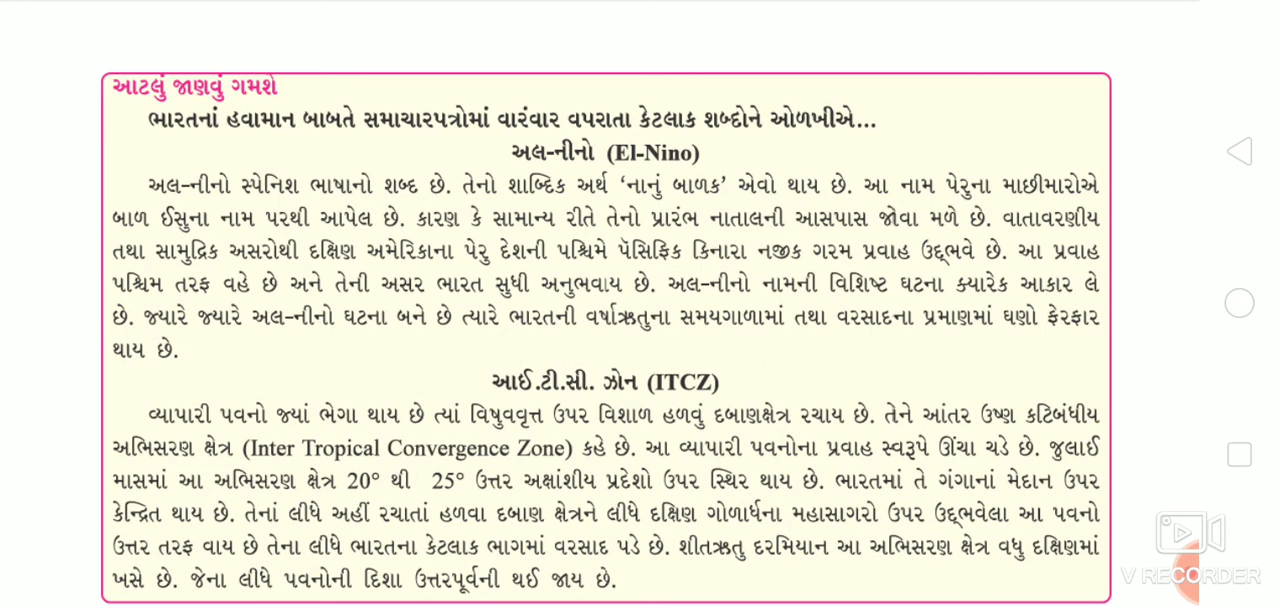 આટલું જાણવું ગમશે
ભારતનાં હવામાન બાબતે સમાચારપત્રોમાં વારંવાર વપરાતા કેટલાક શબ્દોને ઓળખીએ...
અલ-નીનો (El-Nino)
અલ-નીનો સ્પેનિશ ભાષાનો શબ્દ છે. તેનો શાબ્દિક અર્થ ‘નાનું બાળક’ એવો થાય છે. આ નામ પેરુના માછીમારોએ
બાળ ઈસુના નામ પરથી આપેલ છે. કારણ કે સામાન્ય રીતે તેનો પ્રારંભ નાતાલની આસપાસ જોવા મળે છે. વાતાવરણીય
તથા સામુદ્રિક અસરોથી દક્ષિણ અમેરિકાના પેરુ દેશની પશ્ચિમે પૅસિફિક કિનારા નજીક ગરમ પ્રવાહ ઉદ્ભવે છે. આ પ્રવાહ
પશ્ચિમ તરફ વહે છે અને તેની અસર ભારત સુધી અનુભવાય છે. અલ-નીનો નામની વિશિષ્ટ ઘટના ક્યારેક આકાર લે
છે. જ્યારે જ્યારે અલ-નીનો ઘટના બને છે ત્યારે ભારતની વર્ષાઋતુના સમયગાળામાં તથા વરસાદના પ્રમાણમાં ઘણો ફેરફાર
થાય છે.
આઈ.ટી.સી. ઝોન (ITCZ)
વ્યાપારી પવનો જ્યાં ભેગા થાય છે ત્યાં વિષુવવૃત્ત ઉપર વિશાળ હળવું દબાણક્ષેત્ર રચાય છે. તેને આંતર ઉષ્ણ કટિબંધીય
અભિસરણ ક્ષેત્ર (Inter Tropical Convergence Zone) કહે છે. આ વ્યાપારી પવનોના પ્રવાહ સ્વરૂપે ઊંચા ચડે છે. જુલાઈ
માસમાં આ અભિસરણ ક્ષેત્ર 20° થી 25° ઉત્તર અક્ષાંશીય પ્રદેશો ઉપર સ્થિર થાય છે. ભારતમાં તે ગંગાનાં મેદાન ઉપર
કેન્દ્રિત થાય છે. તેનાં લીધે અહીં રચાતાં હળવા દબાણ ક્ષેત્રને લીધે દક્ષિણ ગોળાર્ધના મહાસાગરો ઉપર ઉદ્ભવેલા આ પવનો
ઉત્તર તરફ વાય છે તેના લીધે ભારતના કેટલાક ભાગમાં વરસાદ પડે છે. શીતઋતુ દરમિયાન આ અભિસરણ ક્ષેત્ર વધુ દક્ષિણમાં
ખસે છે. જેના લીધે પવનોની દિશા ઉત્તરપૂર્વની થઈ જાય છે.
V RECORDER